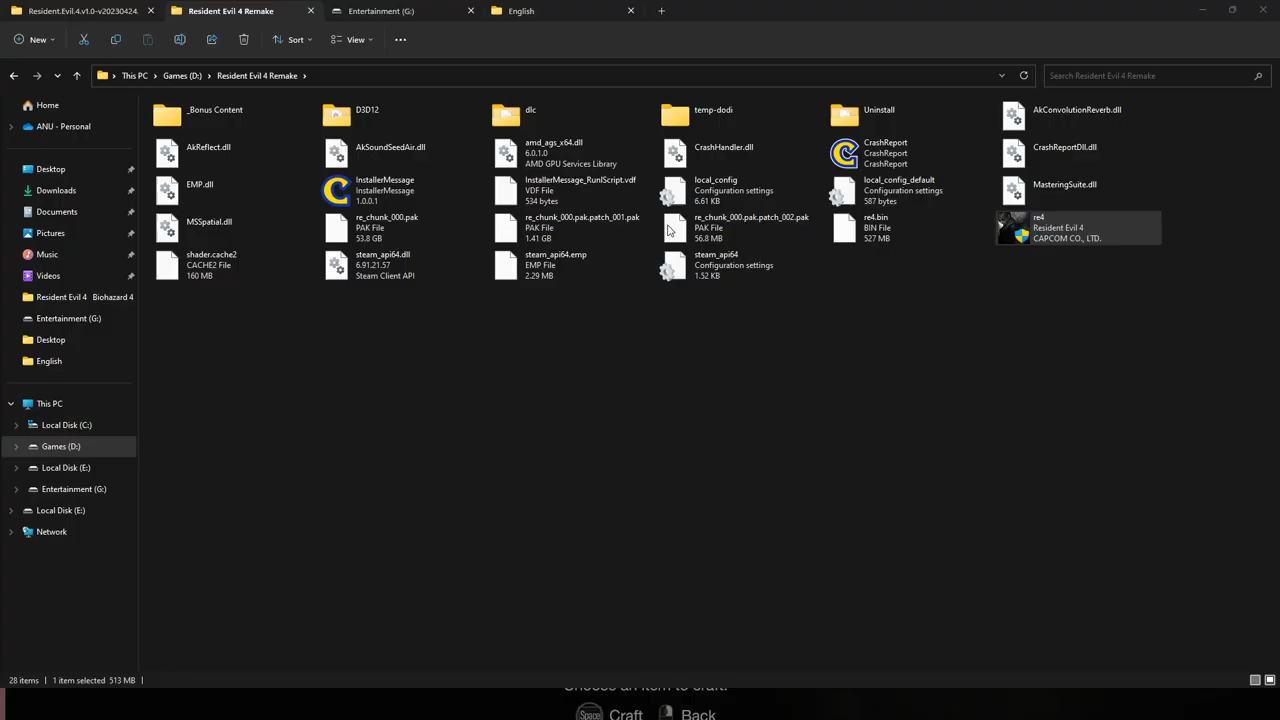 Resident.Evil.4.v1.0-v20230424.
Resident Evil 4 Remake
Entertainment (G:)
English
New
Sort
View
This PC
Games (D:)
Resident Evil 4 Remake
Search Resident Evil 4 Remake
Home
ANU - Personal
Desktop
Downloads
Documents
Pictures
Music
Videos
Resident Evil 4 Biohazard 4
Entertainment (G:)
Desktop
English
This PC
Local Disk (C:)
Games (D:)
Local Disk (E:)
Entertainment (G:)
Local Disk (E:)
Network
_Bonus Content
D3D12
dlc
temp-dodi
Uninstall
AkConvolutionReverb.dll
AkReflect.dll
AkSoundSeedAir.dll
amd_ags_x64.dll
6.0.1.0
AMD GPU Services Library
CrashHandler.dll
CrashReport
CrashReport
CrashReport
CrashReportDll.dll
EMP.dll
InstallerMessage
InstallerMessage
1.0.0.1
InstallerMessage_RunIScript.vdf
VDF File
534 bytes
local_config
Configuration settings
6.61 KB
local_config_default
Configuration settings
587 bytes
MasteringSuite.dll
MSSpatial.dll
re_chunk_000.pak
PAK File
53.8 GB
re_chunk_000.pak.patch_001.pak
PAK File
1.41 GB
re_chunk_000.pak.patch_002.pak
PAK File
56.8 MB
re4.bin
BIN File
527 MB
re4
Resident Evil 4
CAPCOM CO., LTD.
shader.cache2
CACHE2 File
160 MB
steam_api64.dll
6.91.21.57
Steam Client API
steam_api64.emp
EMP File
2.29 MB
steam_api64
Configuration settings
1.52 KB
28 items
1 item selected 513 MB
Choose an item to craft.
Space Craft Back